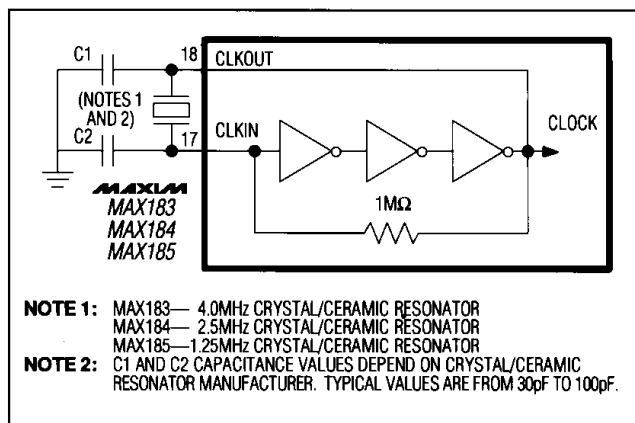 C1
18
CLKOUT
(NOTES 1
AND 2)
CLOCK
C2
17
CLKIN
MAXIM
MAX183
MAX184
MAX185
1MΩ
NOTE 1: MAX183— 4.0MHz CRYSTAL/CERAMIC RESONATOR
MAX184— 2.5MHz CRYSTAL/CERAMIC RESONATOR
MAX185—1.25MHz CRYSTAL/CERAMIC RESONATOR
NOTE 2: C1 AND C2 CAPACITANCE VALUES DEPEND ON CRYSTAL/CERAMIC
RESONATOR MANUFACTURER. TYPICAL VALUES ARE FROM 30pF TO 100pF.